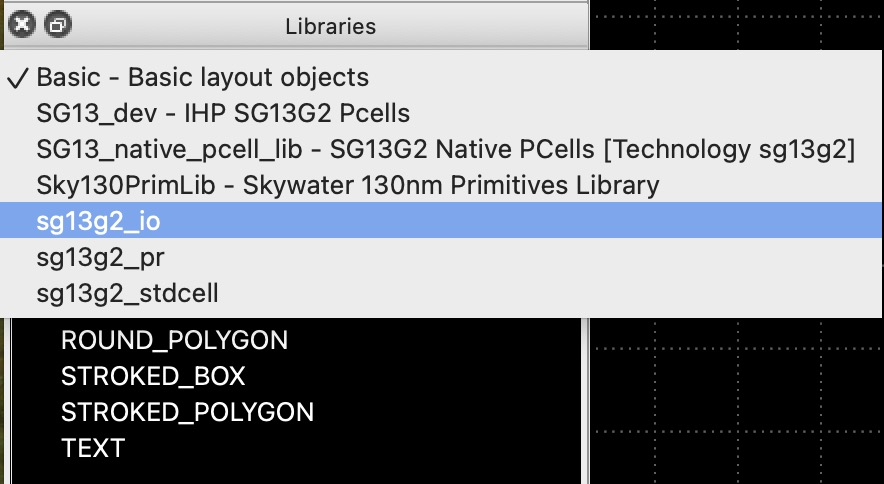 Libraries
✓ Basic - Basic layout objects
SG13_dev - IHP SG13G2 Pcells
SG13_native_pcell_lib - SG13G2 Native PCells [Technology sg13g2]
Sky130PrimLib - Skywater 130nm Primitives Library
sg13g2_io
sg13g2_pr
sg13g2_stdcell
ROUND_POLYGON
STROKED_BOX
STROKED_POLYGON
TEXT